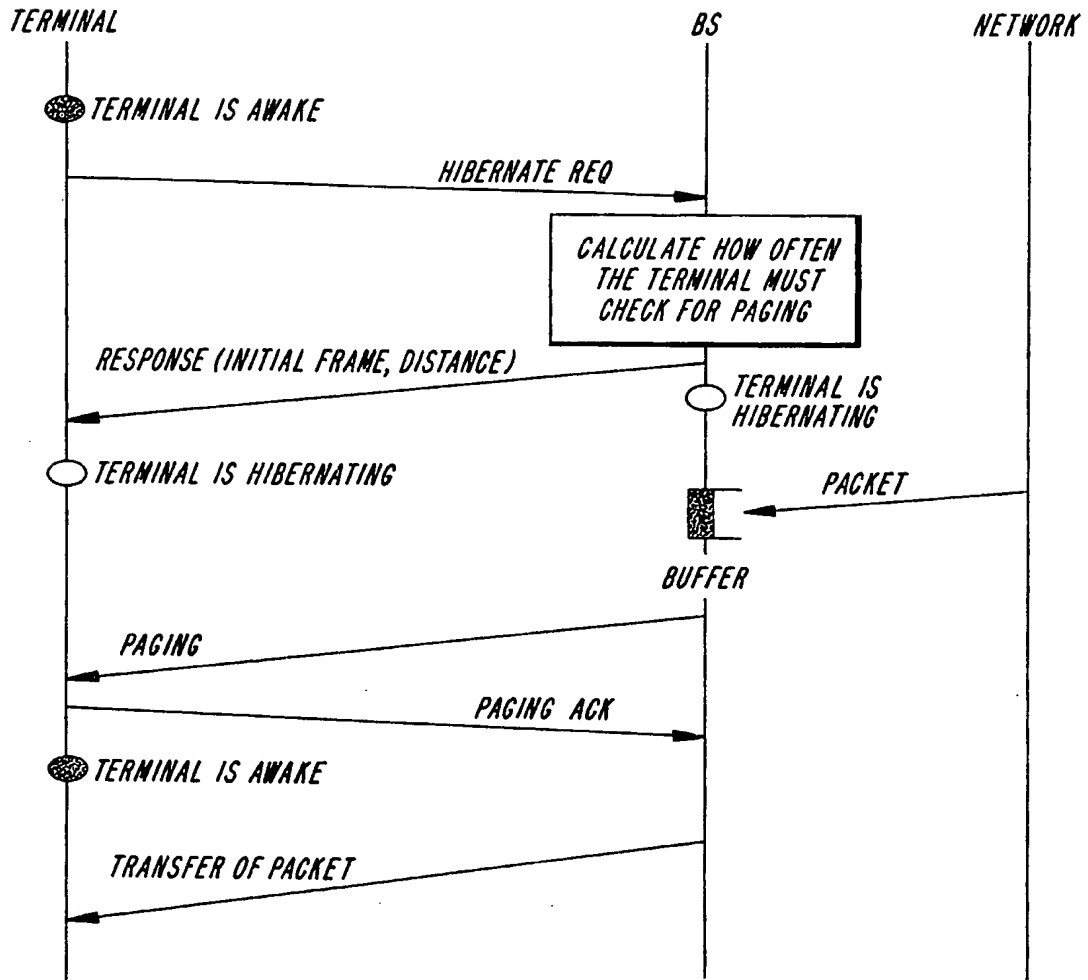 TERMINAL
BS
NETWORK
TERMINAL IS AWAKE
HIBERNATE REQ
CALCULATE HOW OFTEN
THE TERMINAL MUST
CHECK FOR PAGING
RESPONSE (INITIAL FRAME, DISTANCE)
TERMINAL IS
HIBERNATING
TERMINAL IS HIBERNATING
PACKET
BUFFER
PAGING
PAGING ACK
TERMINAL IS AWAKE
TRANSFER OF PACKET